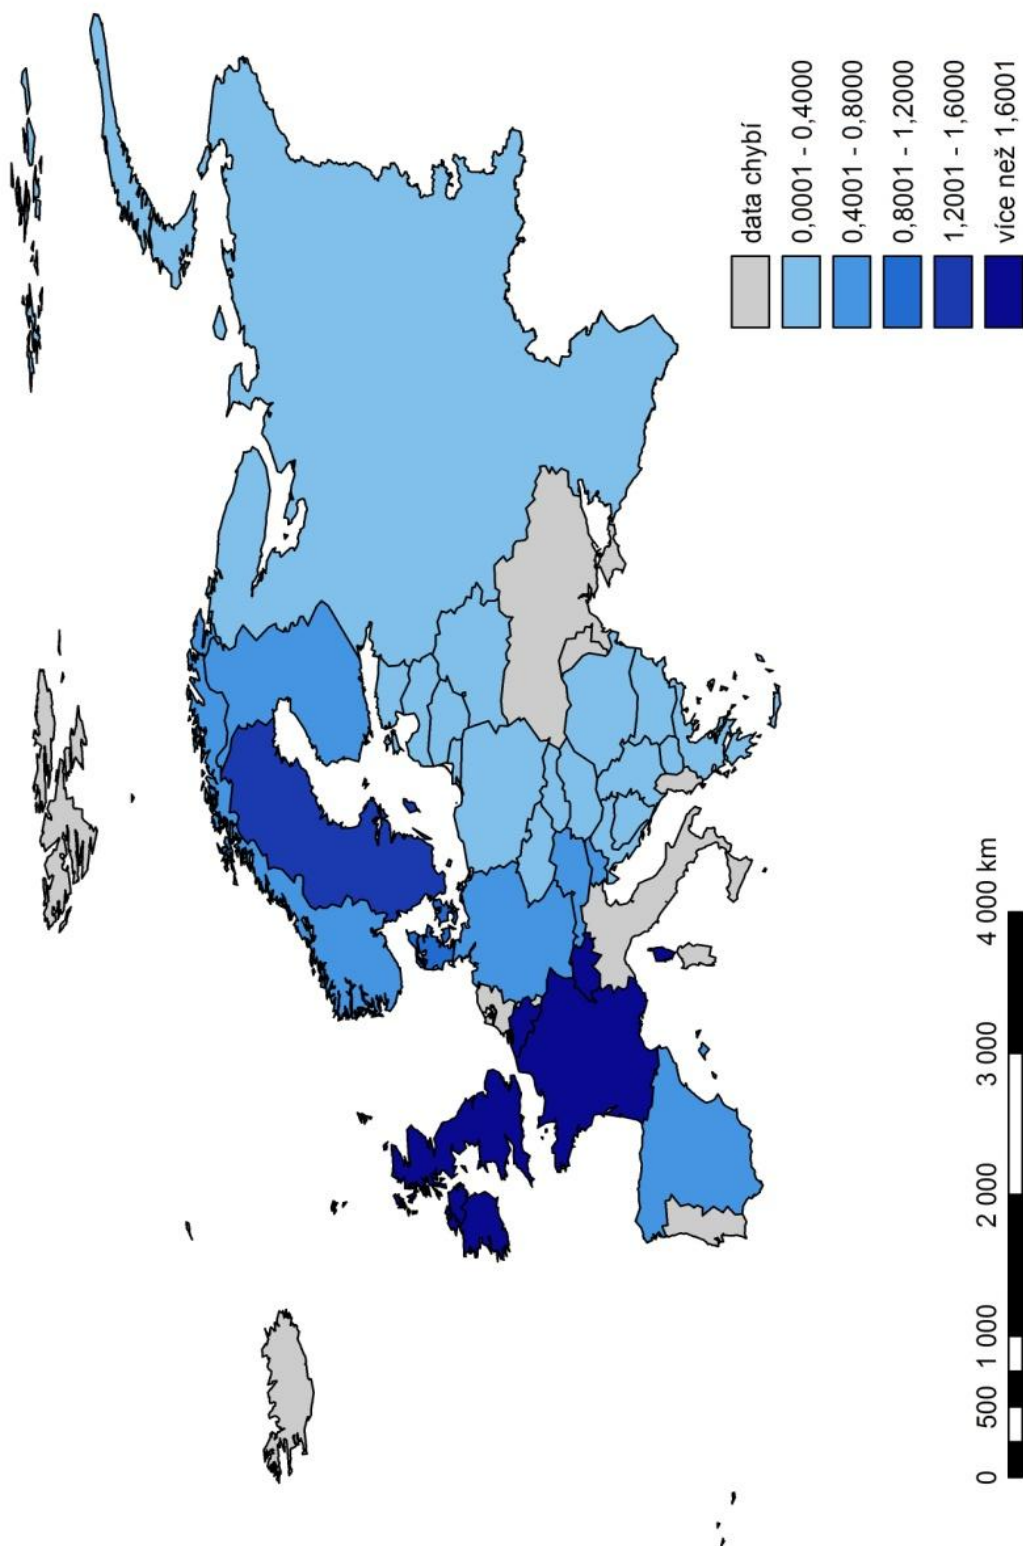 data chybí
0,0001 - 0,4000
0,4001 - 0,8000
0,8001 - 1,2000
1,2001 - 1,6000
více než 1,6001
0 500 1 000 2 000 3 000 4 000 km